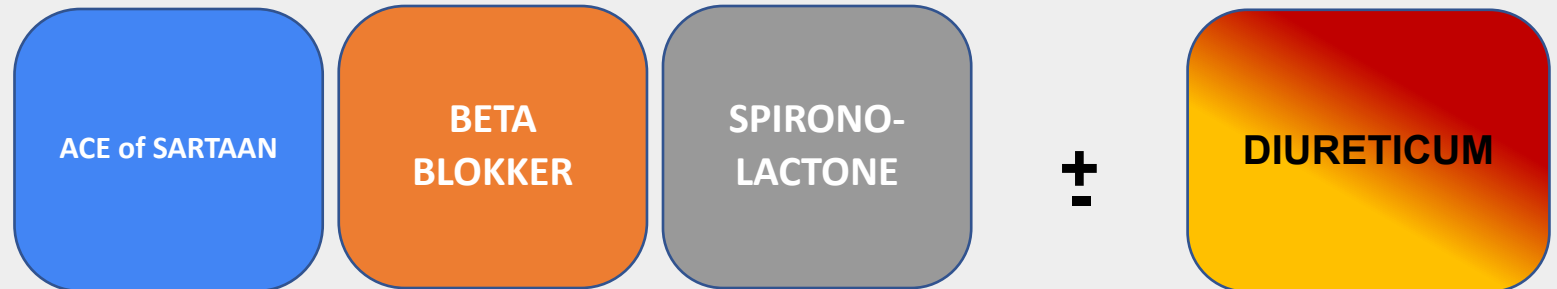 ACE of SARTAAN
BETA
BLOKKER
SPIRONO-
LACTONE
±
DIURETICUM